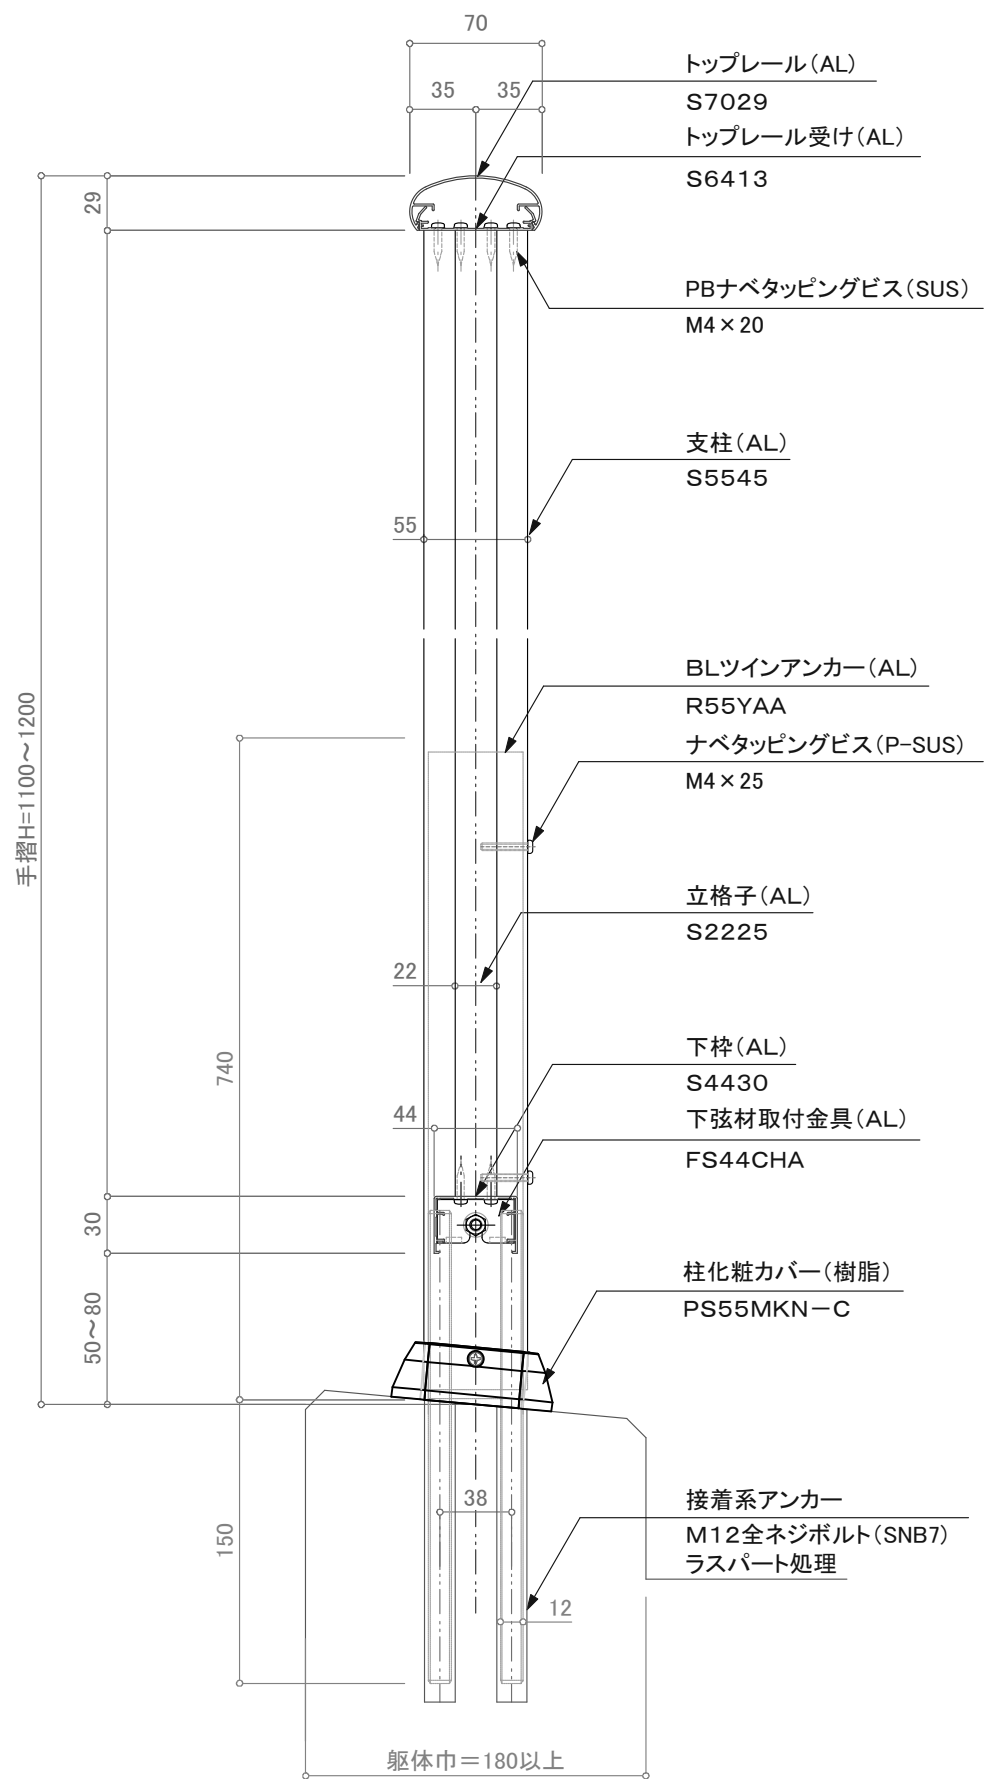 70
35
35
トップレール(AL)
S7029
トップレール受け(AL)
S6413
29
PBナベタッピングビス(SUS)
M4×20
支柱(AL)
S5545
55
BLツインアンカー(AL)
R55YAA
ナベタッピングビス(P-SUS)
M4×25
手摺H=1100～1200
立格子(AL)
S2225
22
740
下枠(AL)
S4430
44
下弦材取付金具(AL)
FS44CHA
30
柱化粧カバー(樹脂)
PS55MKN－C
50～80
38
接着系アンカー
M12全ネジボルト(SNB7)
ラスパート処理
150
12
躯体巾＝180以上